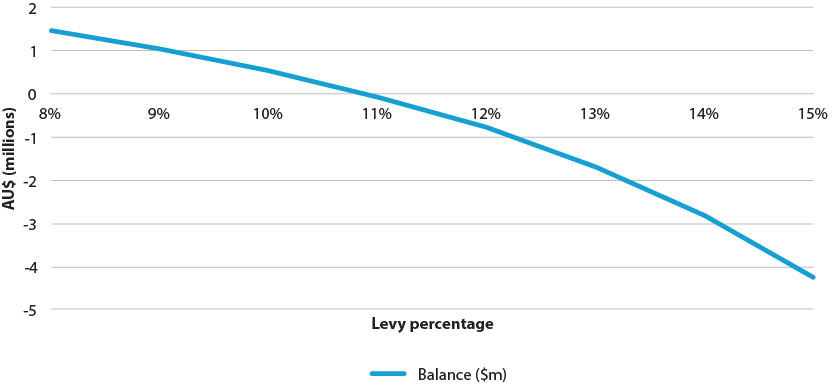 2
1
0
8% 9% 10% 11% 12% 13% 14% 15%
-1
AU$ (millions)
-2
-3
-4
-5
Levy percentage
Balance ($m)